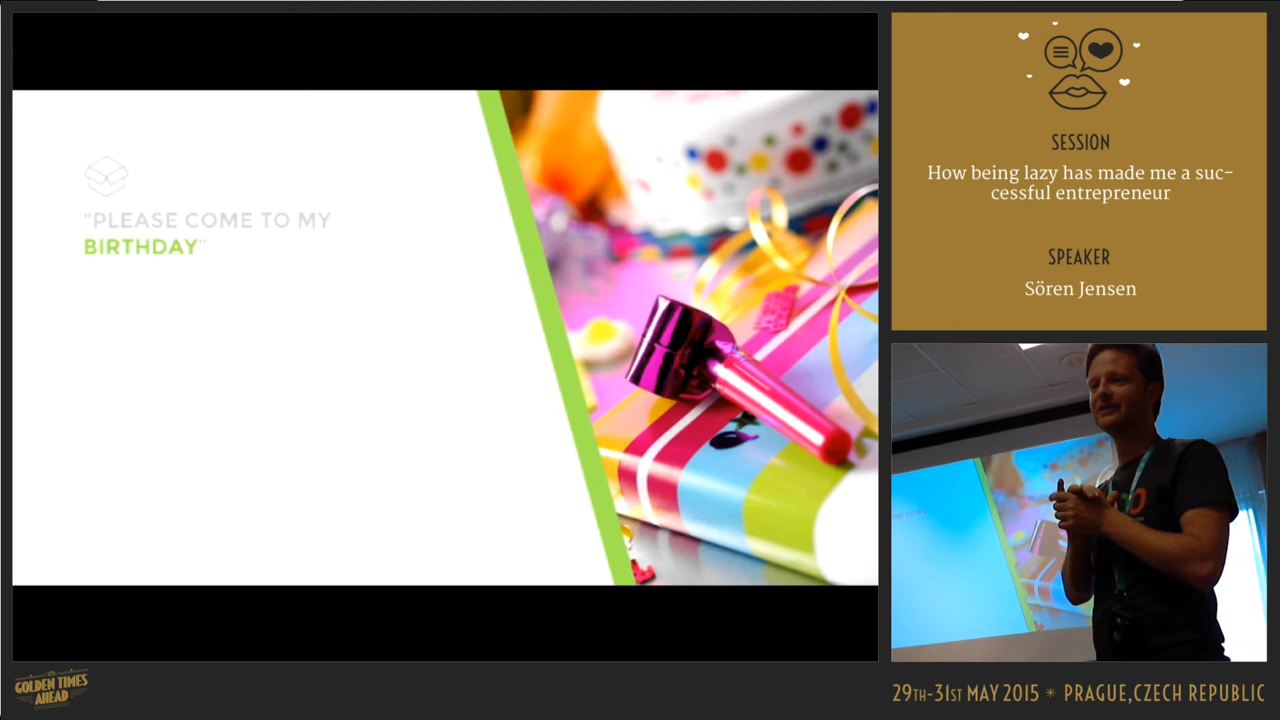 “PLEASE COME TO MY
BIRTHDAY”
SESSION
How being lazy has made me a suc-
cessful entrepreneur
SPEAKER
Sören Jensen
GOLDEN TIMES
AHEAD
29TH-31ST MAY 2015 * PRAGUE,CZECH REPUBLIC